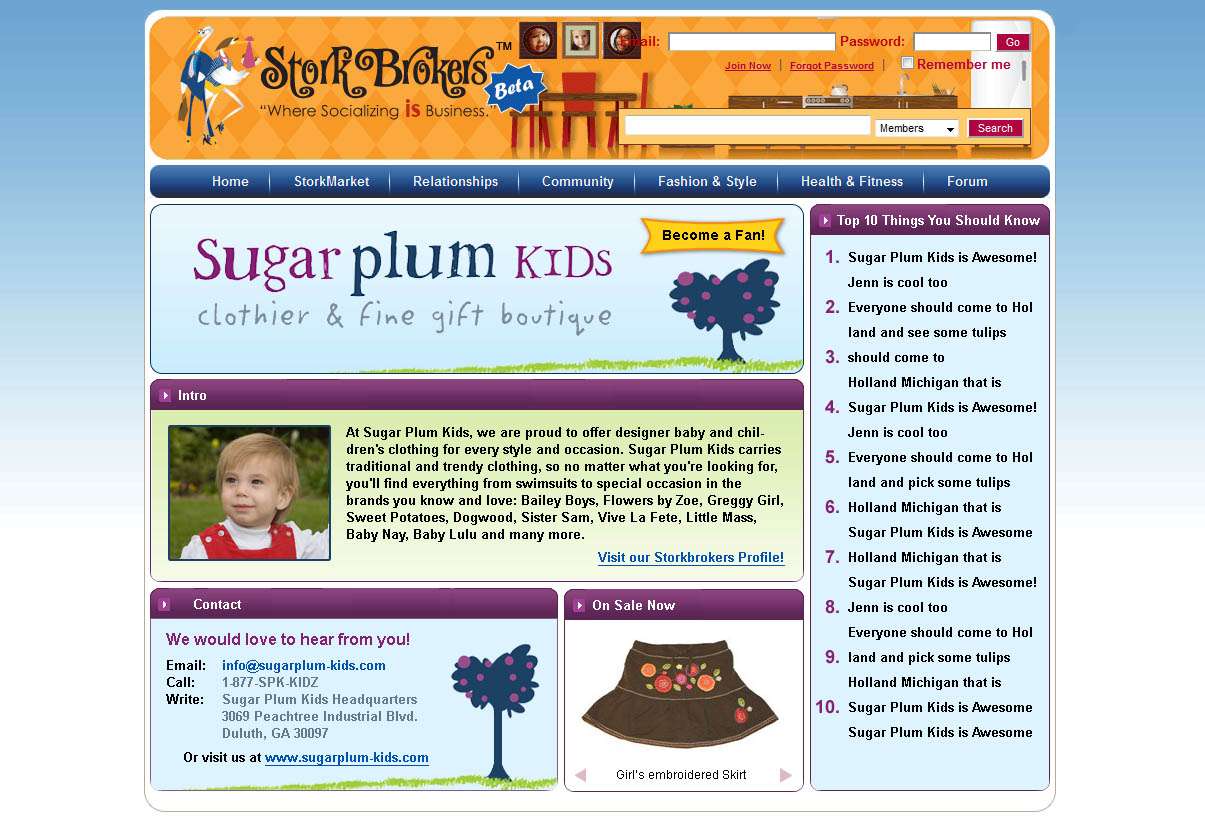 Stork Brokers™
Beta
“Where Socializing is Business.”
Email:
Password:
Go
Join Now | Forgot Password |
Remember me
Members
Search
Home
StorkMarket
Relationships
Community
Fashion & Style
Health & Fitness
Forum
Sugar plum KIDS
clothier & fine gift boutique
Become a Fan!
Intro
At Sugar Plum Kids, we are proud to offer designer baby and chil-
dren's clothing for every style and occasion. Sugar Plum Kids carries
traditional and trendy clothing, so no matter what you're looking for,
you'll find everything from swimsuits to special occasion in the
brands you know and love: Bailey Boys, Flowers by Zoe, Greggy Girl,
Sweet Potatoes, Dogwood, Sister Sam, Vive La Fete, Little Mass,
Baby Nay, Baby Lulu and many more.
Visit our Storkbrokers Profile!
Contact
We would love to hear from you!
Email: info@sugarplum-kids.com
Call: 1-877-SPK-KIDZ
Write: Sugar Plum Kids Headquarters
3069 Peachtree Industrial Blvd.
Duluth, GA 30097
Or visit us at www.sugarplum-kids.com
On Sale Now
Girl's embroidered Skirt
Top 10 Things You Should Know
1. Sugar Plum Kids is Awesome!
Jenn is cool too
2. Everyone should come to Hol
land and see some tulips
3. should come to
Holland Michigan that is
4. Sugar Plum Kids is Awesome!
Jenn is cool too
5. Everyone should come to Hol
land and pick some tulips
6. Holland Michigan that is
Sugar Plum Kids is Awesome
7. Holland Michigan that is
Sugar Plum Kids is Awesome!
8. Jenn is cool too
Everyone should come to Hol
9. land and pick some tulips
Holland Michigan that is
10. Sugar Plum Kids is Awesome
Sugar Plum Kids is Awesome